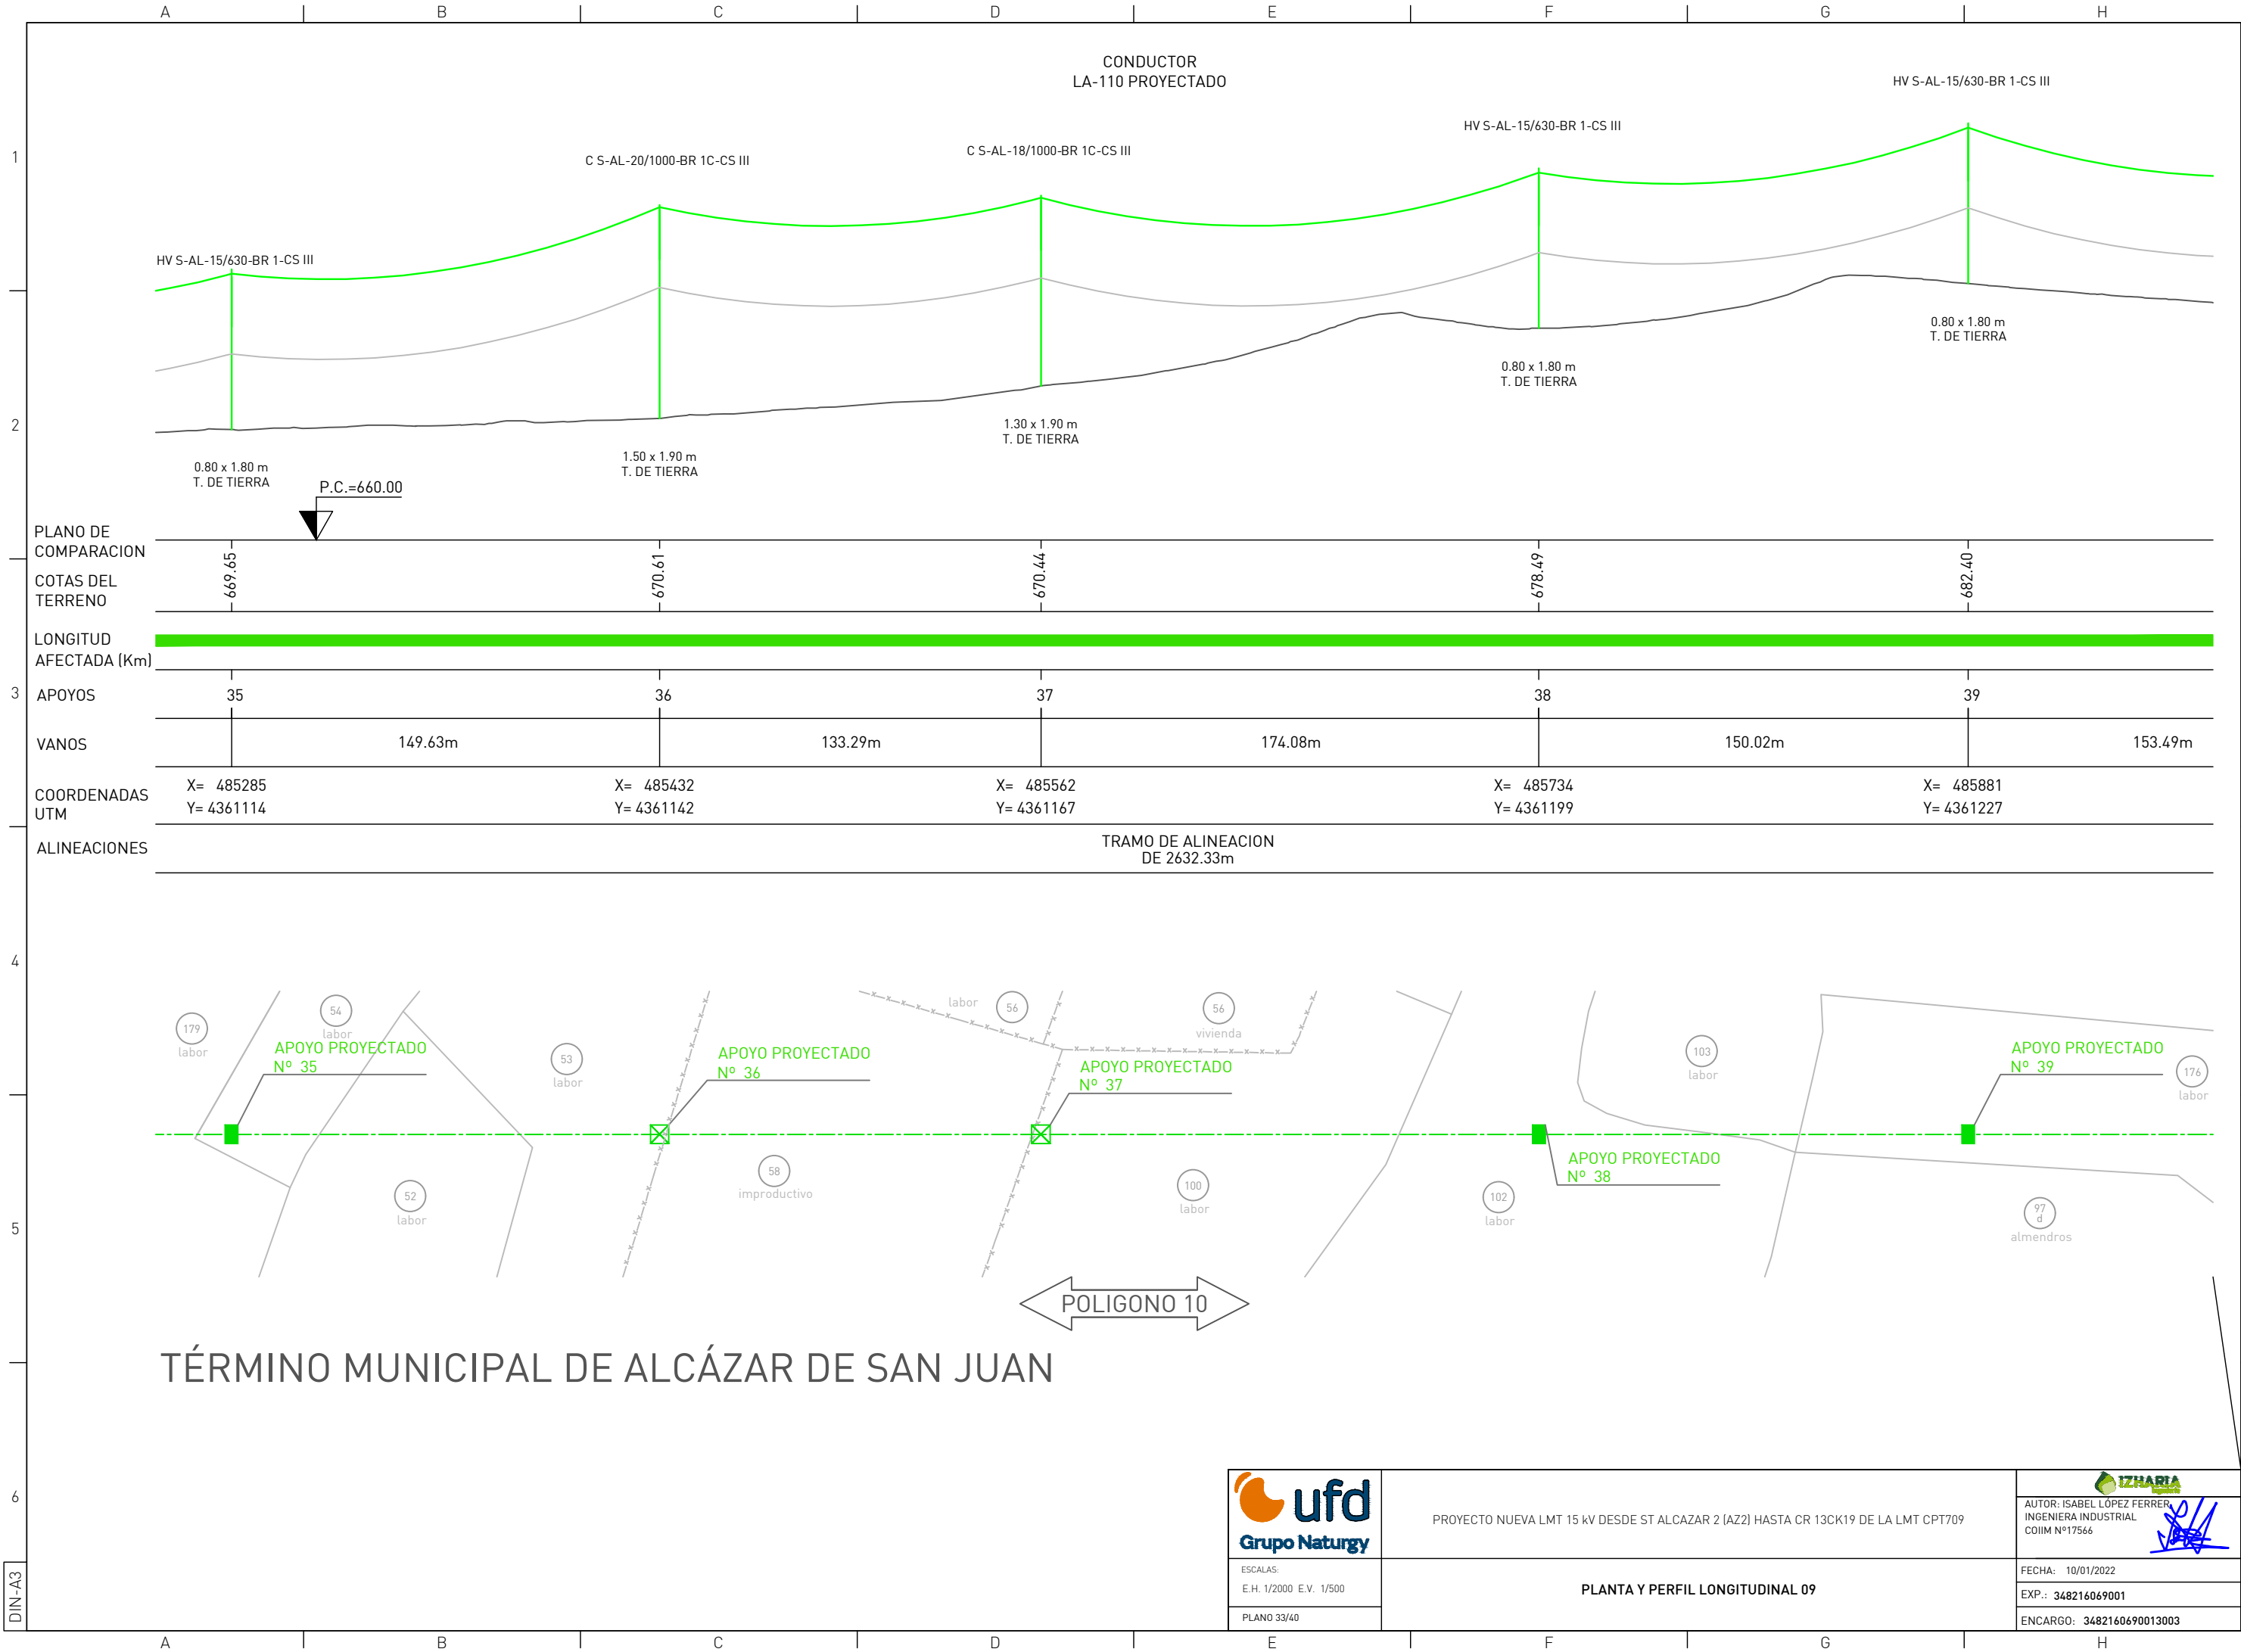 A B C D E F G H
CONDUCTOR
LA-110 PROYECTADO
HV S-AL-15/630-BR 1-CS III
HV S-AL-15/630-BR 1-CS III
C S-AL-18/1000-BR 1C-CS III
C S-AL-20/1000-BR 1C-CS III
HV S-AL-15/630-BR 1-CS III
1
2
3
4
5
6
0.80 x 1.80 m
T. DE TIERRA
1.50 x 1.90 m
T. DE TIERRA
1.30 x 1.90 m
T. DE TIERRA
0.80 x 1.80 m
T. DE TIERRA
0.80 x 1.80 m
T. DE TIERRA
P.C.=660.00
PLANO DE
COMPARACION
COTAS DEL
TERRENO
669.65 670.61 670.44 678.49 682.40
LONGITUD
AFECTADA (Km)
APOYOS 35 36 37 38 39
VANOS 149.63m 133.29m 174.08m 150.02m 153.49m
COORDENADAS
UTM
X= 485285
Y= 4361114
X= 485432
Y= 4361142
X= 485562
Y= 4361167
X= 485734
Y= 4361199
X= 485881
Y= 4361227
ALINEACIONES
TRAMO DE ALINEACION
DE 2632.33m
179
labor
54
labor
APOYO PROYECTADO
Nº 35
53
labor
52
labor
APOYO PROYECTADO
Nº 36
58
improductivo
labor
56
56
vivienda
APOYO PROYECTADO
Nº 37
100
labor
103
labor
APOYO PROYECTADO
Nº 38
102
labor
APOYO PROYECTADO
Nº 39
176
labor
97
d
almendros
POLIGONO 10
TÉRMINO MUNICIPAL DE ALCÁZAR DE SAN JUAN
ufd
Grupo Naturgy
PROYECTO NUEVA LMT 15 kV DESDE ST ALCAZAR 2 (AZ2) HASTA CR 13CK19 DE LA LMT CPT709
IZHARIA
AUTOR: ISABEL LÓPEZ FERRER
INGENIERA INDUSTRIAL
COIIM Nº17566
ESCALAS:
E.H. 1/2000 E.V. 1/500
PLANO 33/40
PLANTA Y PERFIL LONGITUDINAL 09
FECHA: 10/01/2022
EXP.: 348216069001
ENCARGO: 3482160690013003
DIN-A3
A B C D E F G H